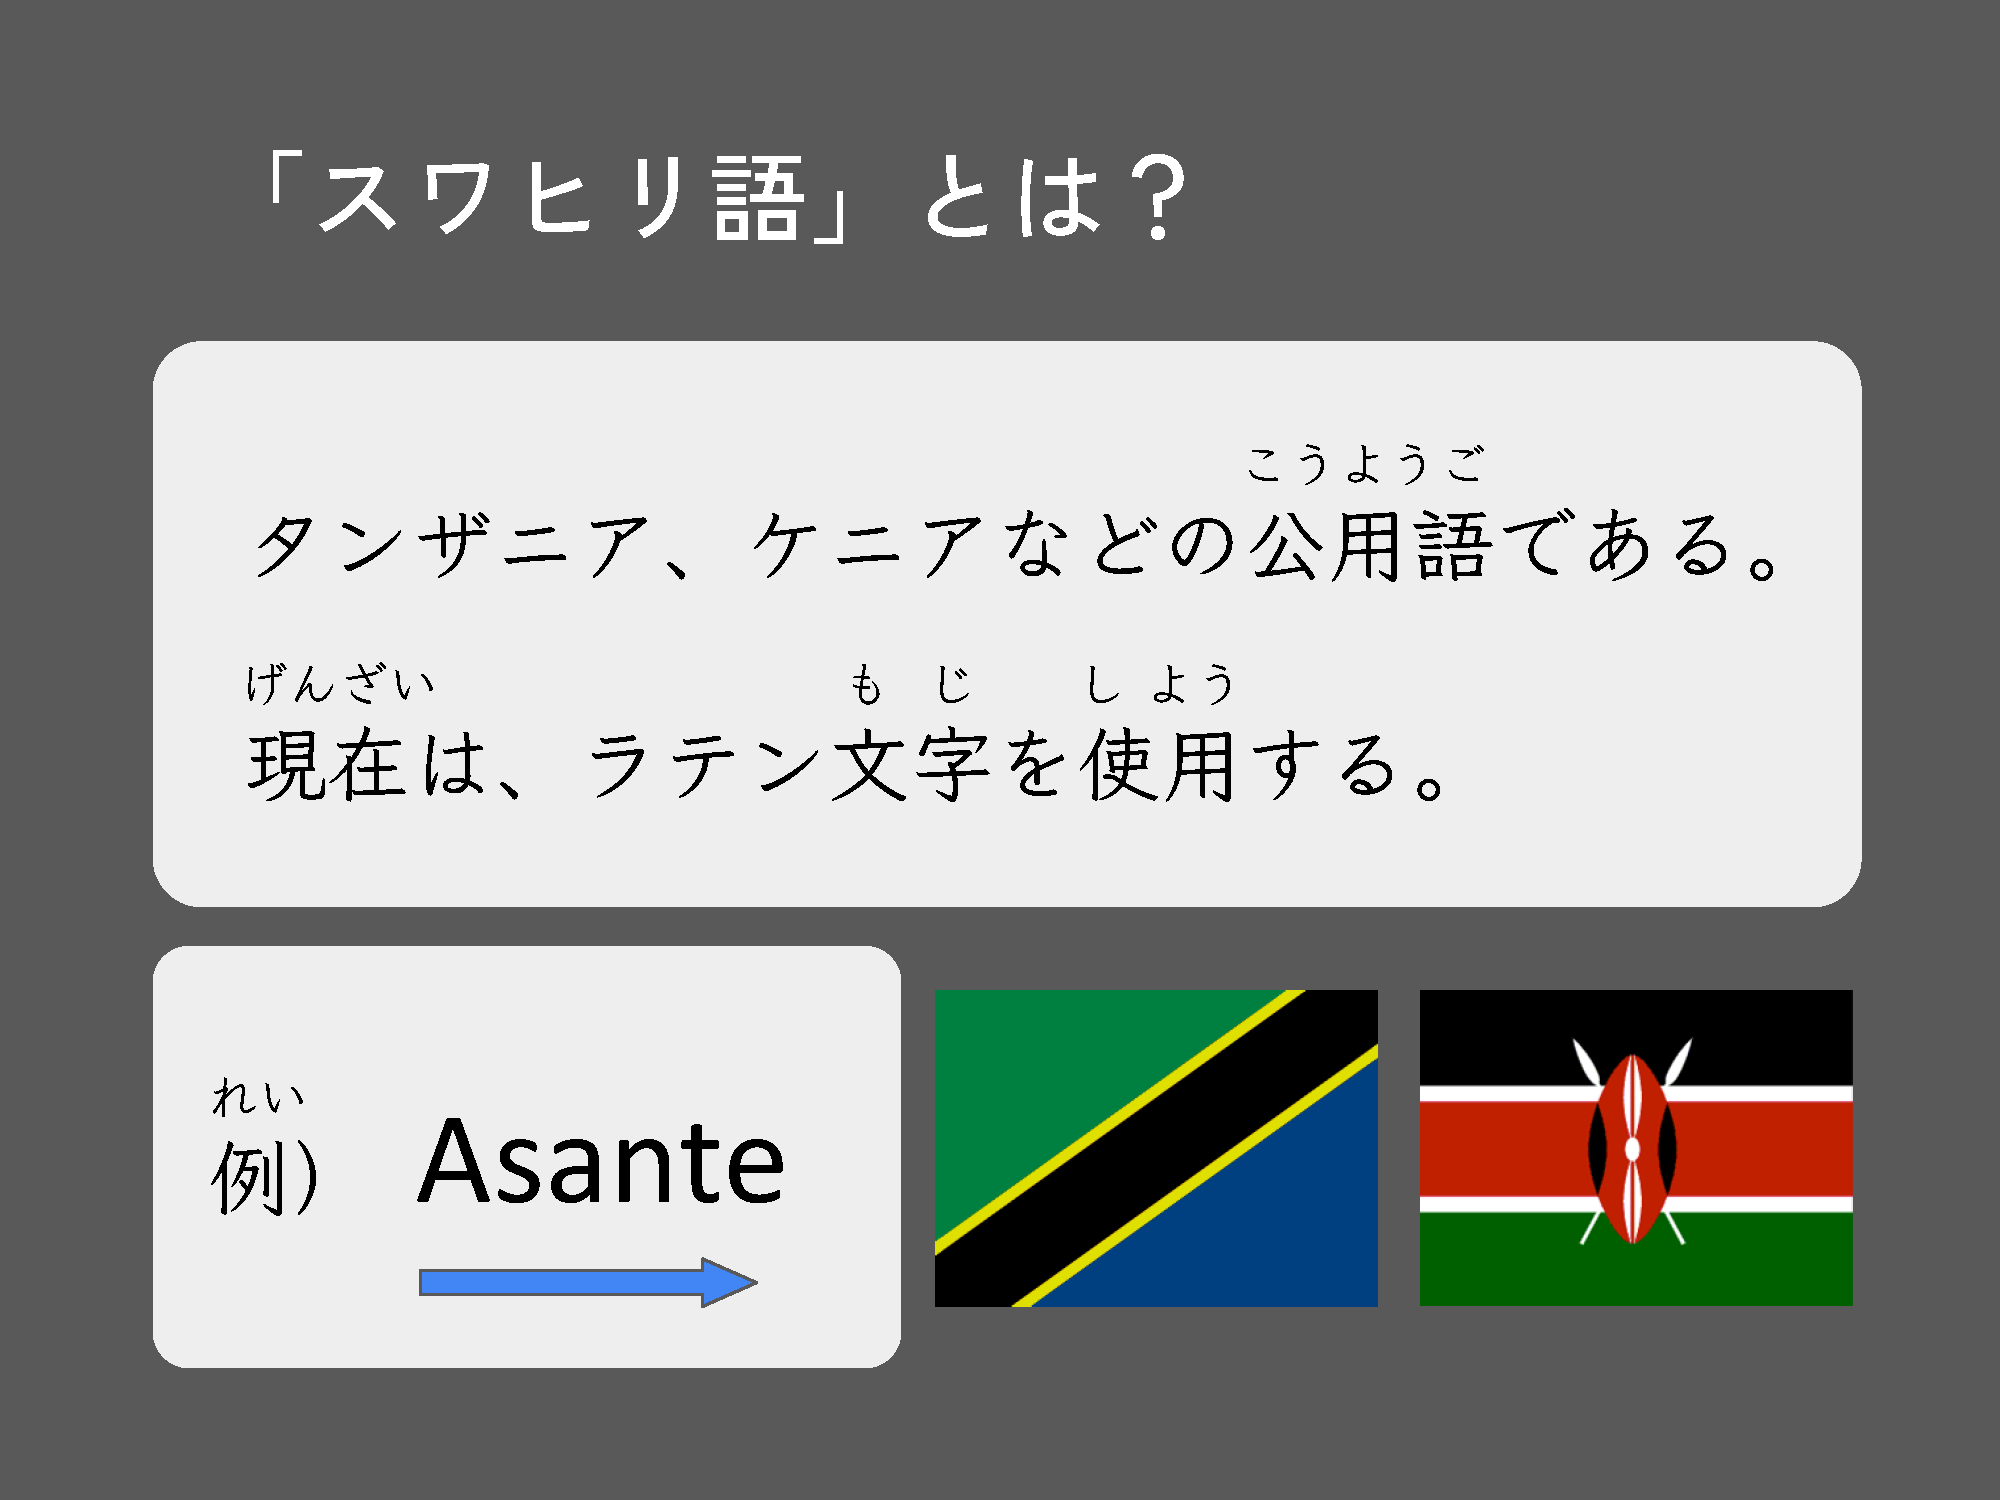 「スワヒリ語」とは？
こうようご
タンザニア、ケニアなどの公用語である。
げんざい もじ しよう
現在は、ラテン文字を使用する。
れい
例） Asante